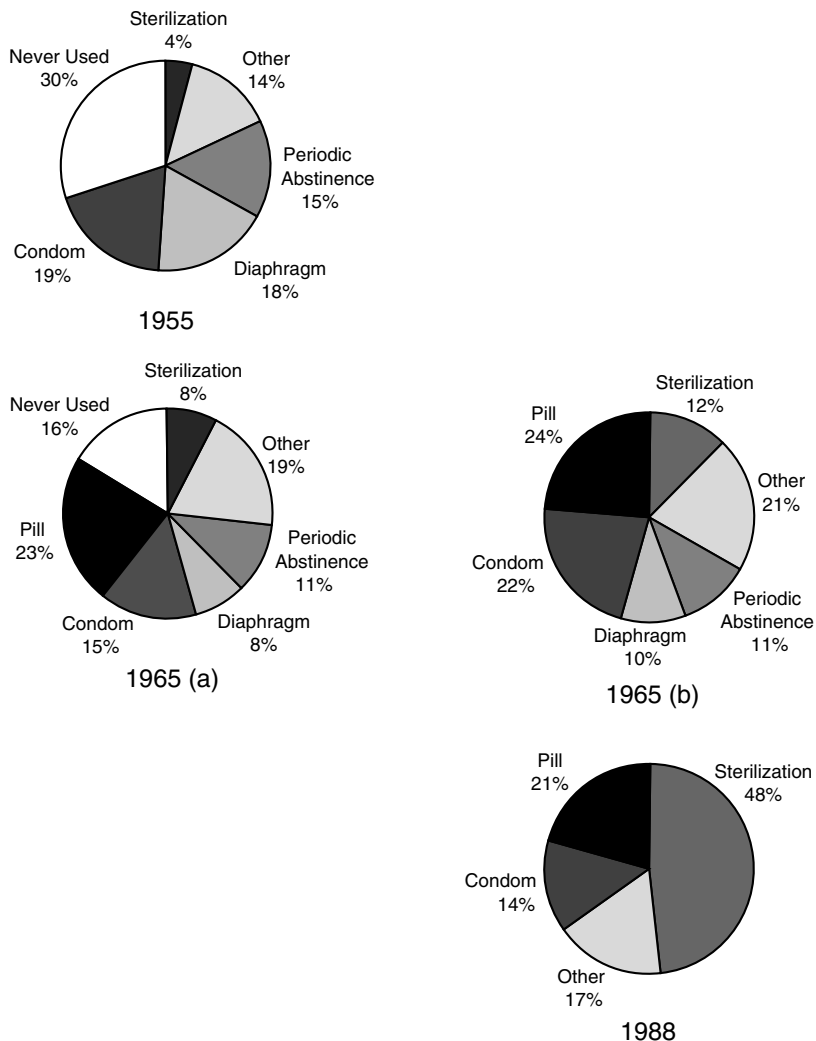 Sterilization
4%
Other
14%
Never Used
30%
Periodic
Abstinence
15%
Condom
19%
Diaphragm
18%
1955
Sterilization
8%
Never Used
16%
Other
19%
Pill
23%
Periodic
Abstinence
11%
Condom
15%
Diaphragm
8%
1965 (a)
Sterilization
12%
Pill
24%
Other
21%
Condom
22%
Periodic
Abstinence
11%
Diaphragm
10%
1965 (b)
Pill
21%
Sterilization
48%
Condom
14%
Other
17%
1988